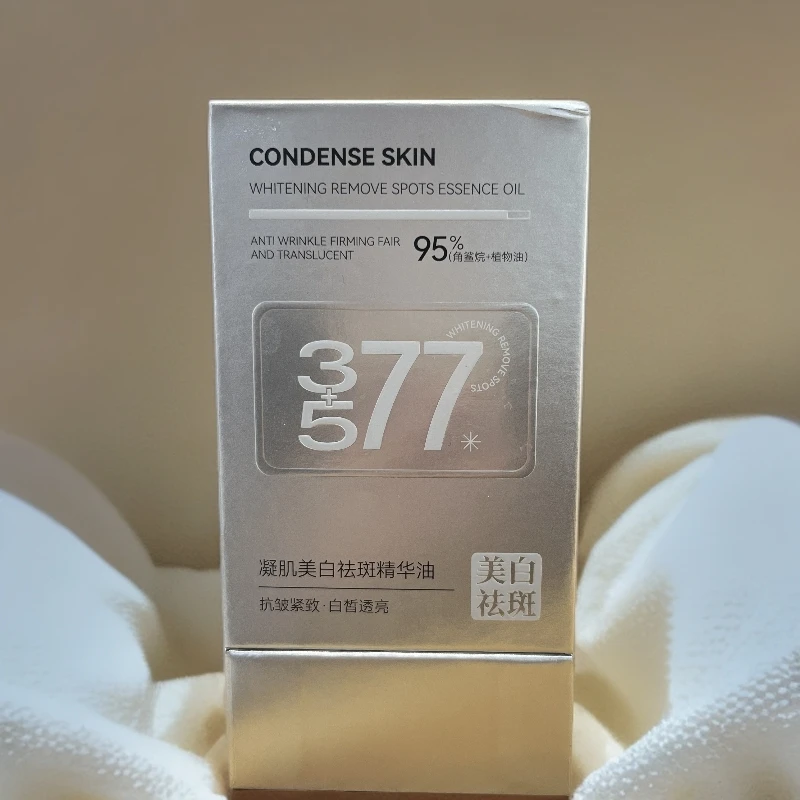 CONDENSE SKIN
WHITENING REMOVE SPOTS ESSENCE OIL
ANTI WRINKLE FIRMING FAIR
AND TRANSLUCENT
95%
(角鲨烷+植物油)
WHITENING REMOVE SPOTS
3+577*
凝肌美白祛斑精华油
抗皱紧致·白皙透亮
美白
祛斑